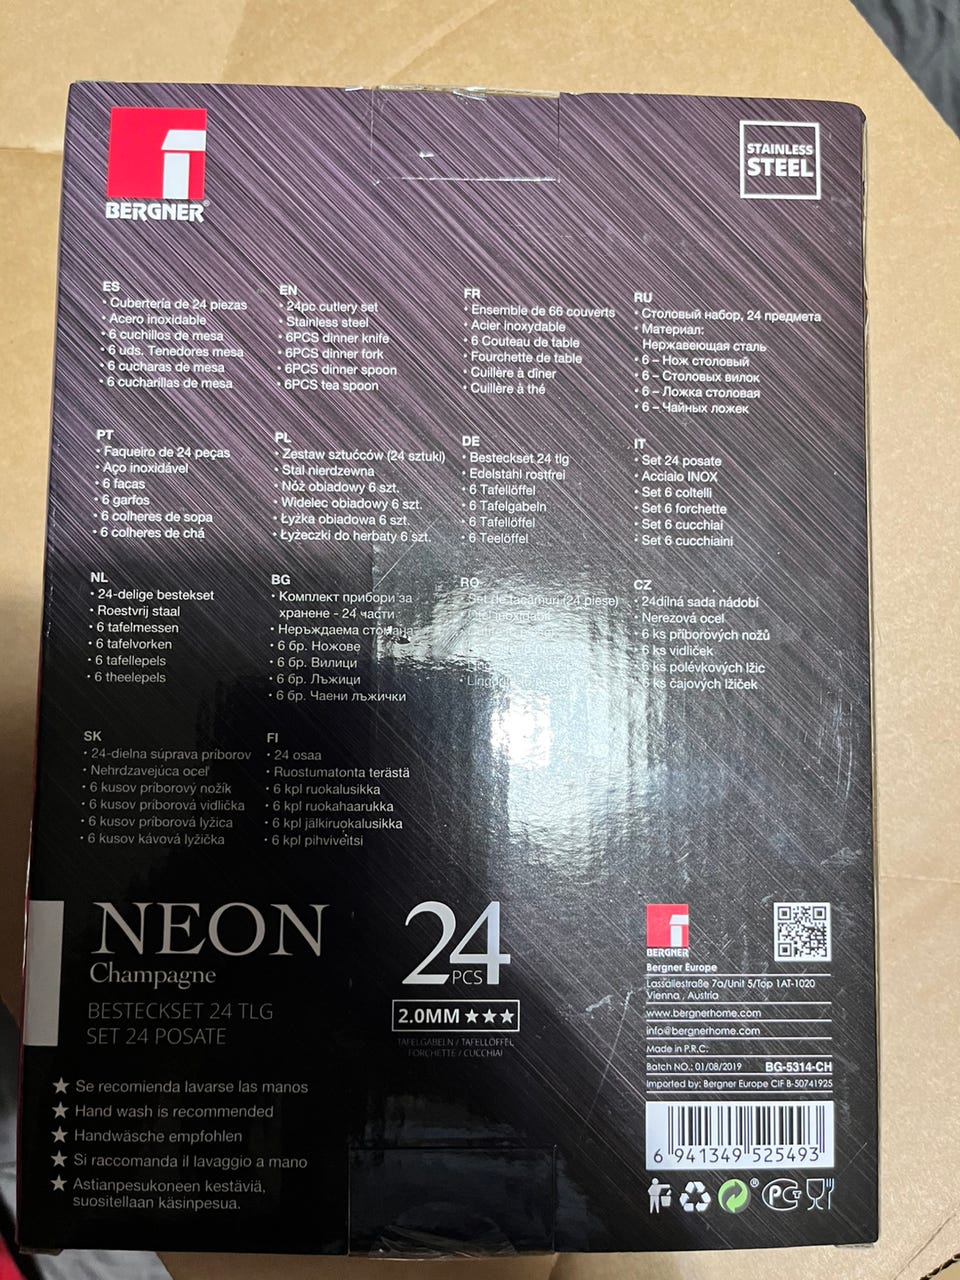 BERGNER®
STAINLESS
STEEL
ES
• Cubertería de 24 piezas
• Acero inoxidable
• 6 cuchillos de mesa
• 6 uds. Tenedores mesa
• 6 cucharas de mesa
• 6 cucharillas de mesa
EN
• 24pc cutlery set
• Stainless steel
• 6PCS dinner knife
• 6PCS dinner fork
• 6PCS dinner spoon
• 6PCS tea spoon
FR
• Ensemble de 66 couverts
• Acier inoxydable
• 6 Couteau de table
• Fourchette de table
• Cuillère à dîner
• Cuillère à thé
RU
• Столовый набор, 24 предмета
• Материал:
Нержавеющая сталь
• 6 – Нож столовый
• 6 – Столовых вилок
• 6 – Ложка столовая
• 6 – Чайных ложек
PT
• Faqueiro de 24 peças
• Aço inoxidável
• 6 facas
• 6 garfos
• 6 colheres de sopa
• 6 colheres de chá
PL
• Zestaw sztućców (24 sztuki)
• Stal nierdzewna
• Nóż obiadowy 6 szt.
• Widelec obiadowy 6 szt.
• Łyżka obiadowa 6 szt.
• Łyżeczki do herbaty 6 szt.
DE
• Besteckset 24 tlg
• Edelstahl rostfrei
• 6 Tafellöffel
• 6 Tafelgabeln
• 6 Tafellöffel
• 6 Teelöffel
IT
• Set 24 posate
• Acciaio INOX
• Set 6 coltelli
• Set 6 forchette
• Set 6 cucchiai
• Set 6 cucchiaini
NL
• 24-delige bestekset
• Roestvrij staal
• 6 tafelmessen
• 6 tafelvorken
• 6 tafellepels
• 6 theelepels
BG
• Комплект прибори за
хранене - 24 части
• Неръждаема стомана
• 6 бр. Ножове
• 6 бр. Вилици
• 6 бр. Лъжици
• 6 бр. Чаени лъжички
RO
• Set de tacâmuri (24 piese)
CZ
• 24dílná sada nádobí
• Nerezová ocel
• 6 ks příborových nožů
• 6 ks vidliček
• 6 ks polévkových lžic
• 6 ks čajových lžiček
SK
• 24-dielna súprava príborov
• Nehrdzavejúca oceľ
• 6 kusov príborový nožík
• 6 kusov príborová vidlička
• 6 kusov príborová lyžica
• 6 kusov kávová lyžička
FI
• 24 osaa
• Ruostumatonta terästä
• 6 kpl ruokalusikka
• 6 kpl ruokahaarukka
• 6 kpl jälkiruokalusikka
• 6 kpl pihviveitsi
NEON
Champagne
BESTECKSET 24 TLG
SET 24 POSATE
24
PCS
2.0MM ★★★
TAFELGABELN / TAFELLÖFFEL
FORCHETTE / CUCCHIAI
★ Se recomienda lavarse las manos
★ Hand wash is recommended
★ Handwäsche empfohlen
★ Si raccomanda il lavaggio a mano
★ Astianpesukoneen kestäviä,
suositellaan käsinpesua.
BERGNER
Bergner Europe
Lassallestraße 7a/Unit 5/Top 1AT-1020
Vienna , Austria
www.bergnerhome.com
info@bergnerhome.com
Made in P.R.C.
Batch NO.: 01/08/2019 BG-5314-CH
Imported by: Bergner Europe CIF B-50741925
6 941349 525493